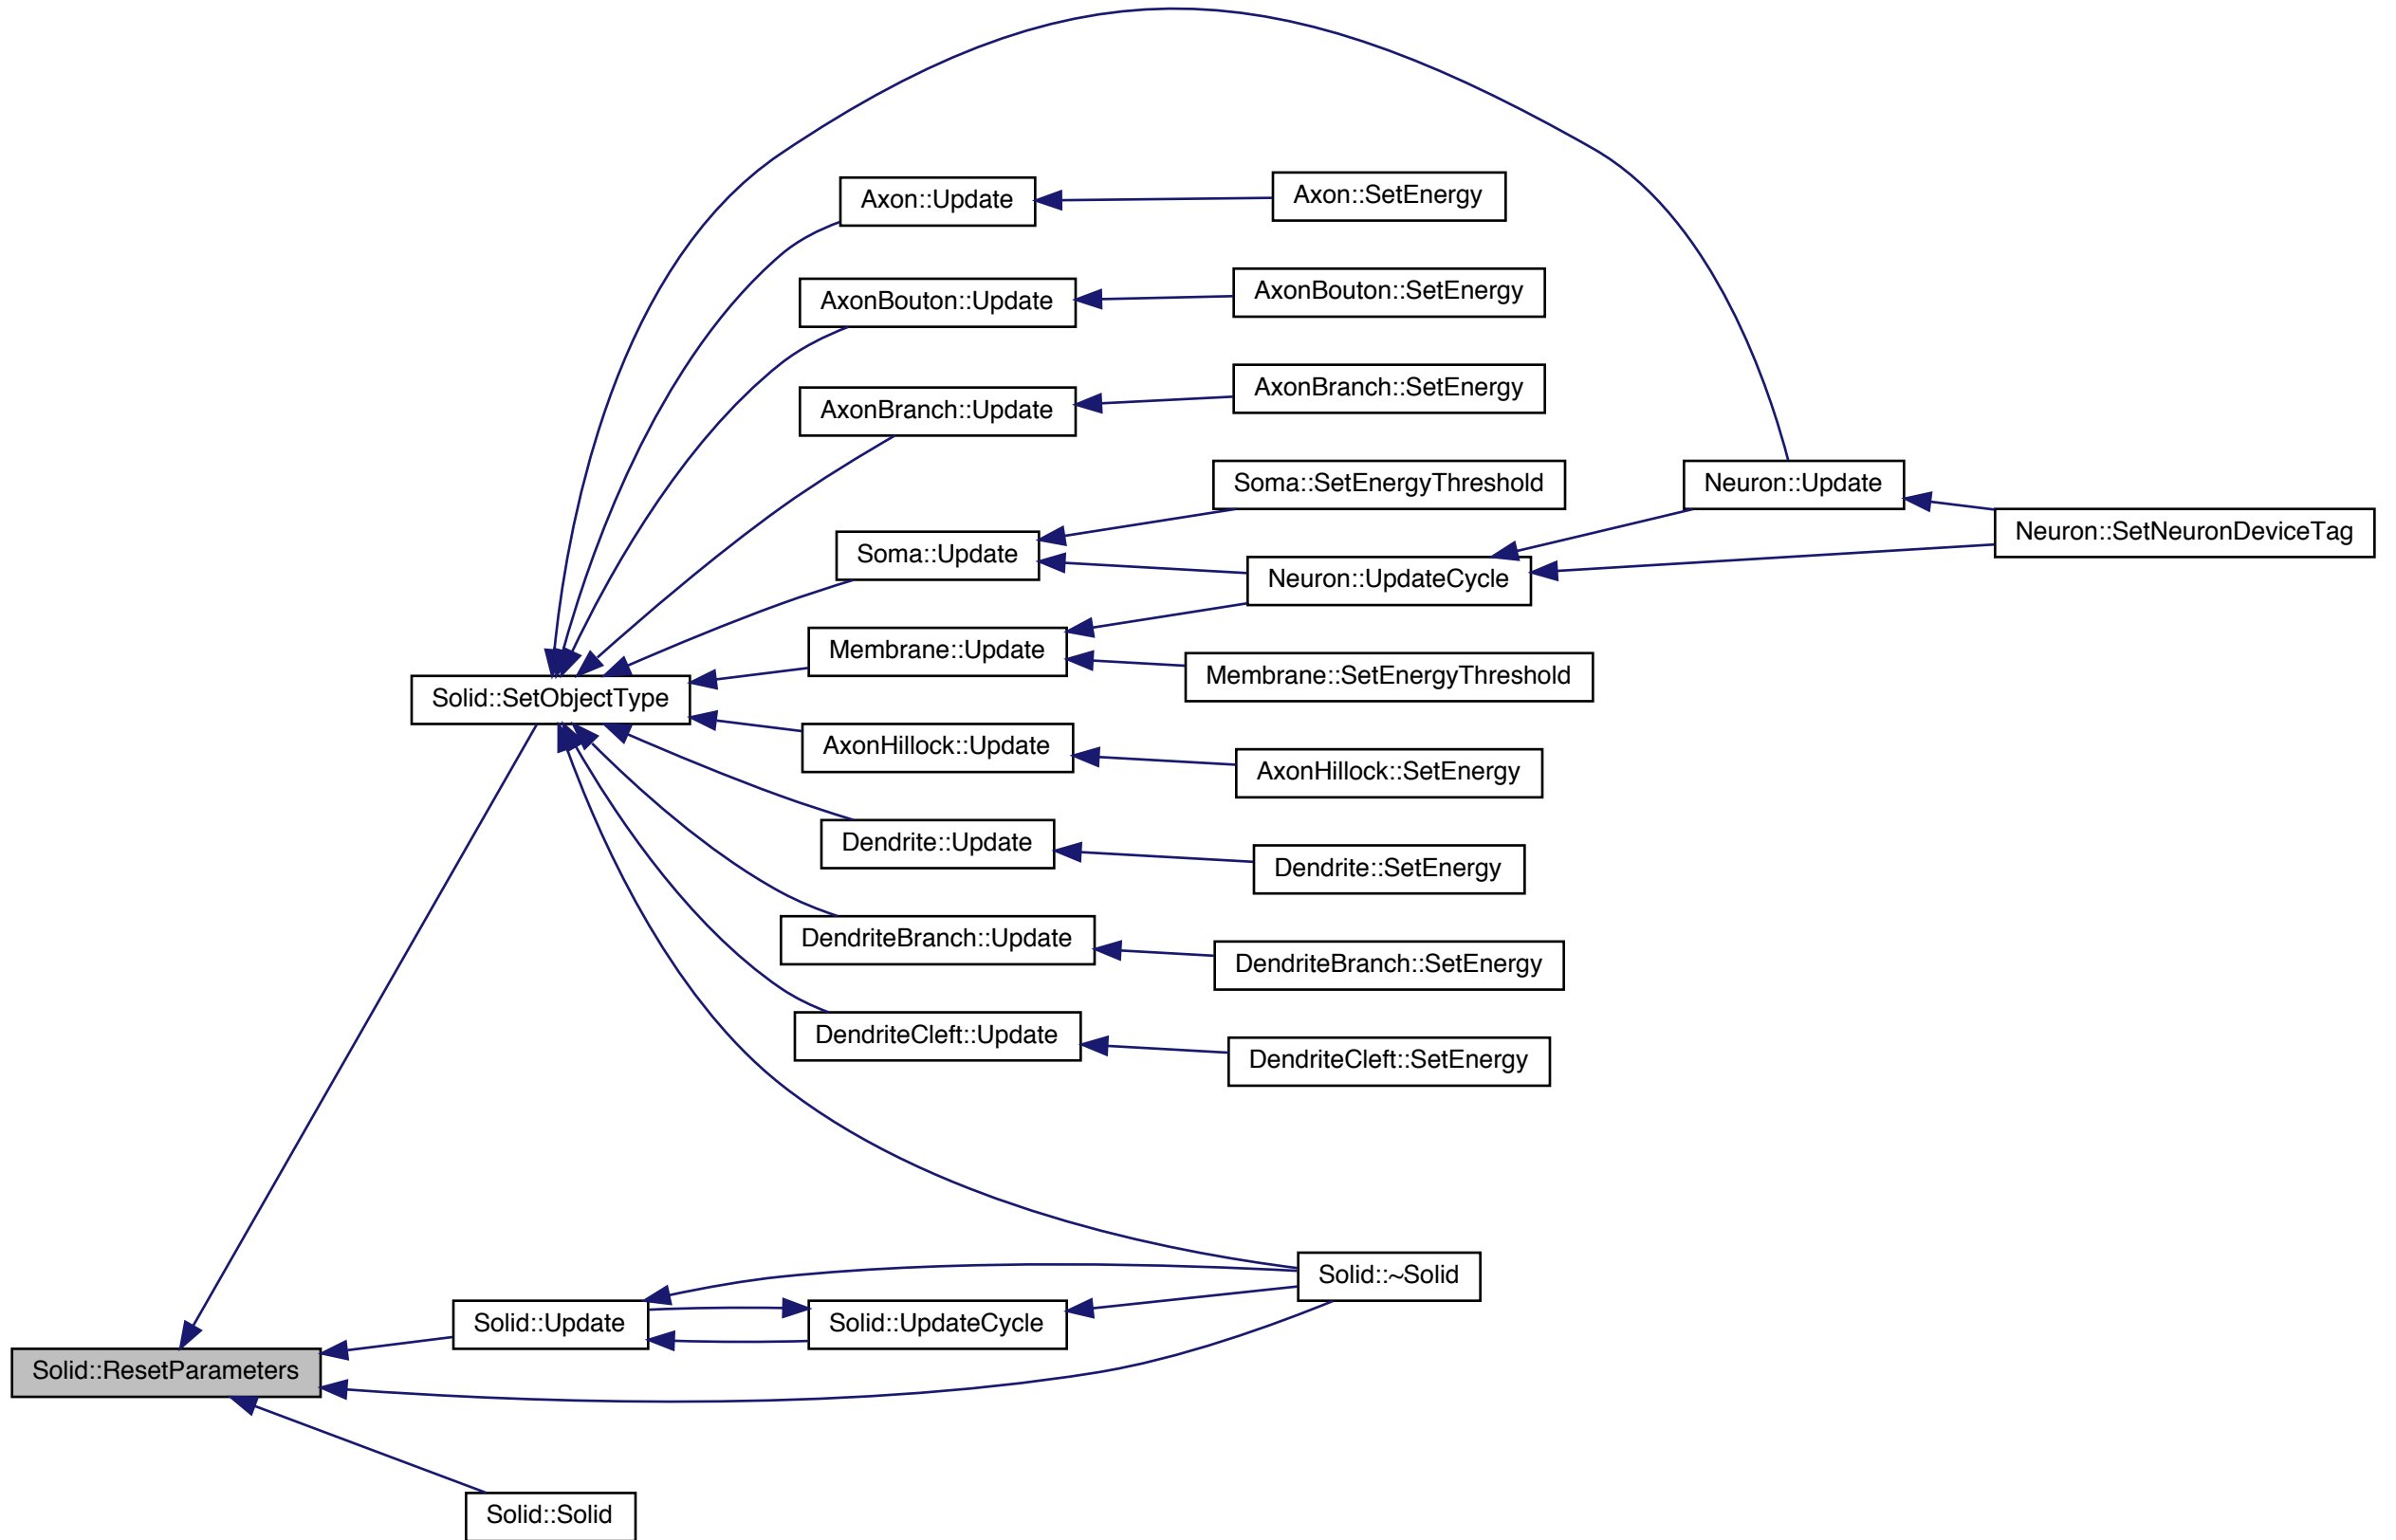 Axon::Update
Axon::SetEnergy
AxonBouton::Update
AxonBouton::SetEnergy
AxonBranch::Update
AxonBranch::SetEnergy
Soma::SetEnergyThreshold
Neuron::Update
Soma::Update
Neuron::SetNeuronDeviceTag
Neuron::UpdateCycle
Membrane::Update
Membrane::SetEnergyThreshold
Solid::SetObjectType
AxonHillock::Update
AxonHillock::SetEnergy
Dendrite::Update
Dendrite::SetEnergy
DendriteBranch::Update
DendriteBranch::SetEnergy
DendriteCleft::Update
DendriteCleft::SetEnergy
Solid::~Solid
Solid::Update
Solid::UpdateCycle
Solid::ResetParameters
Solid::Solid